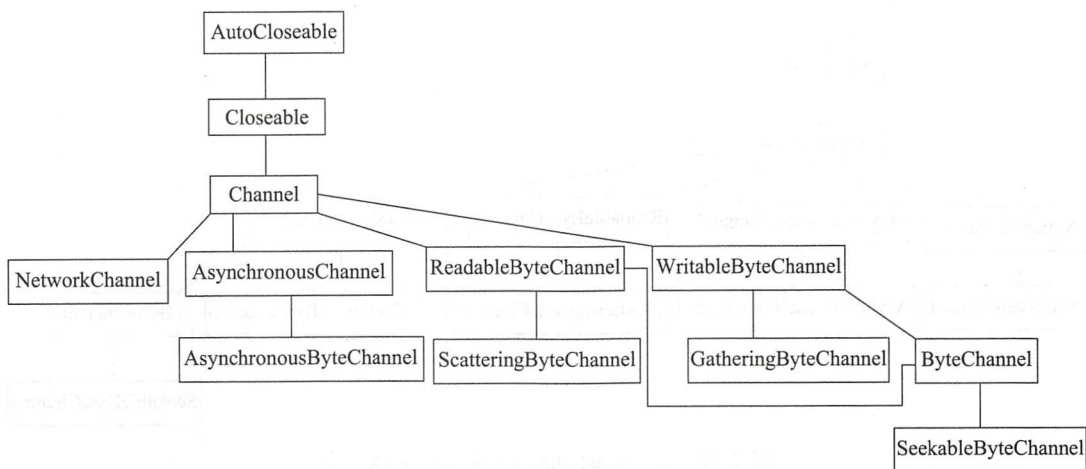 AutoCloseable
Closeable
Channel
NetworkChannel
AsynchronousChannel
ReadableByteChannel
WritableByteChannel
AsynchronousByteChannel
ScatteringByteChannel
GatheringByteChannel
ByteChannel
SeekableByteChannel